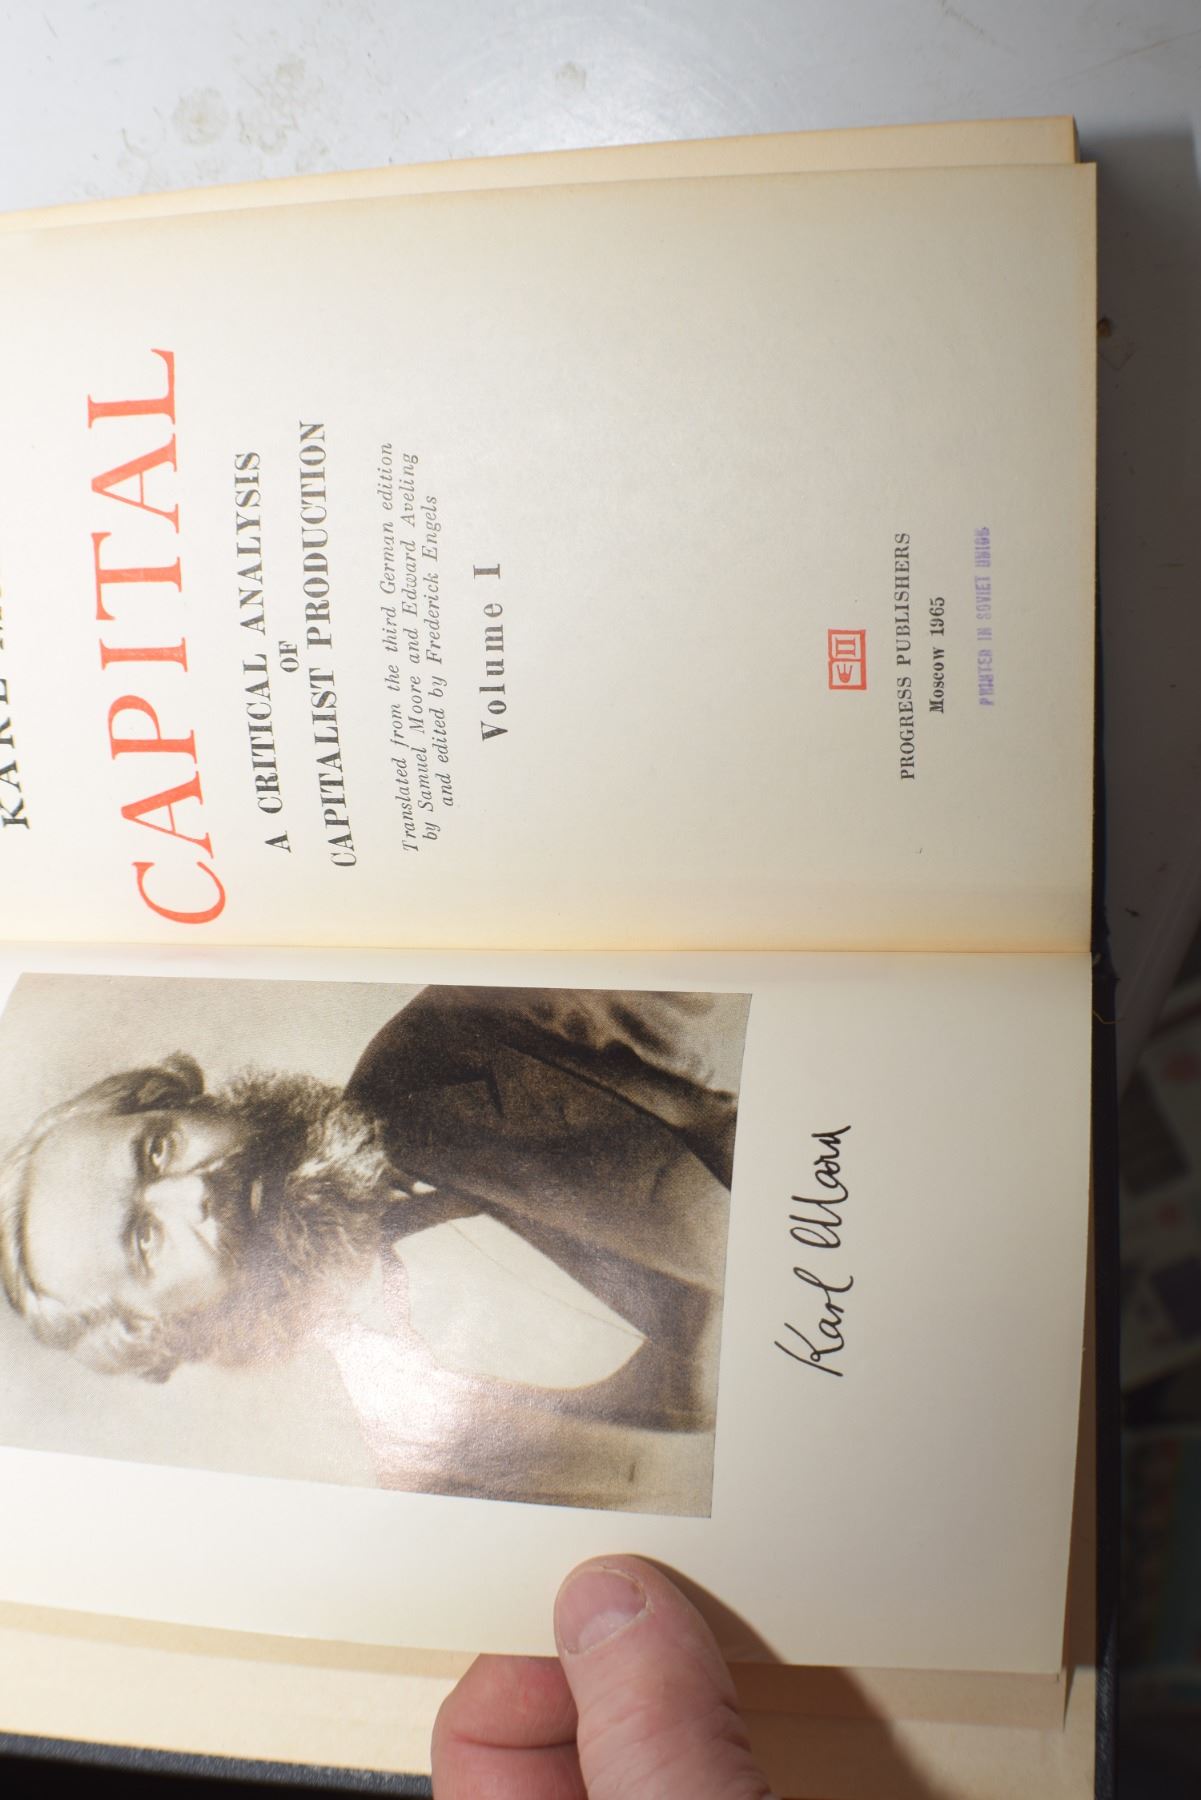 Karl Marx
KARL
CAPITAL
A CRITICAL ANALYSIS
OF
CAPITALIST PRODUCTION
Translated from the third German edition
by Samuel Moore and Edward Aveling
and edited by Frederick Engels
Volume I
PROGRESS PUBLISHERS
Moscow 1965
PRINTED IN SOVIET UNION